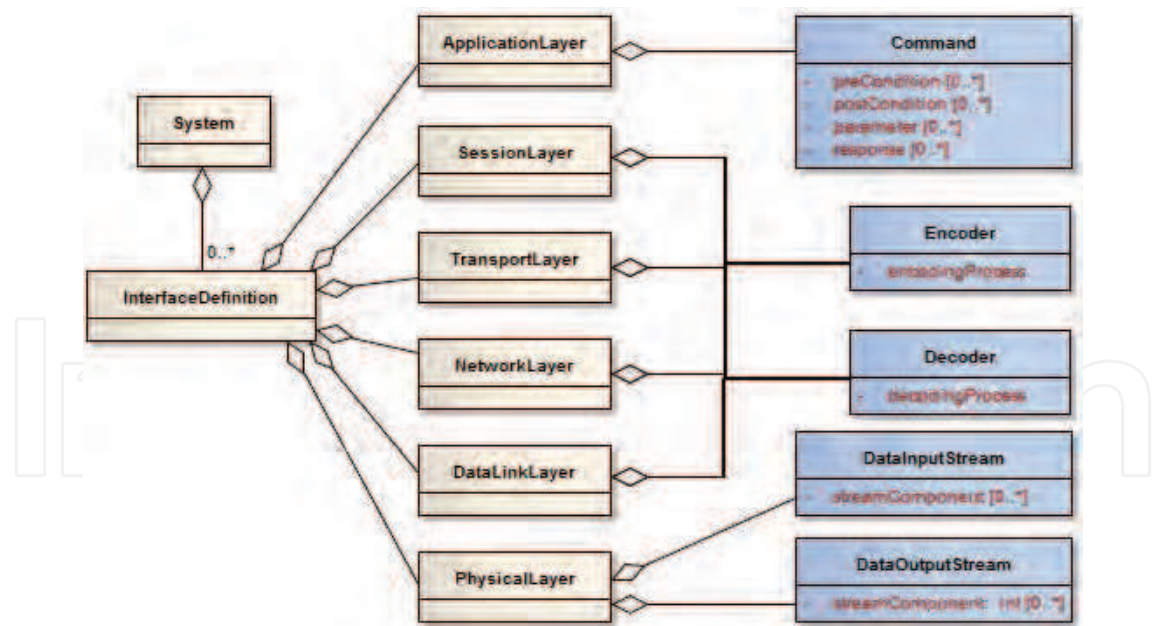 System
0..*
InterfaceDefinition
ApplicationLayer
SessionLayer
TransportLayer
NetworkLayer
DataLinkLayer
PhysicalLayer
Command
- preCondition [0..*]
- postCondition [0..*]
- parameter [0..*]
- response [0..*]
Encoder
- encodingProcess
Decoder
- decodingProcess
DataInputStream
- streamComponent [0..*]
DataOutputStream
- streamComponent: int [0..*]